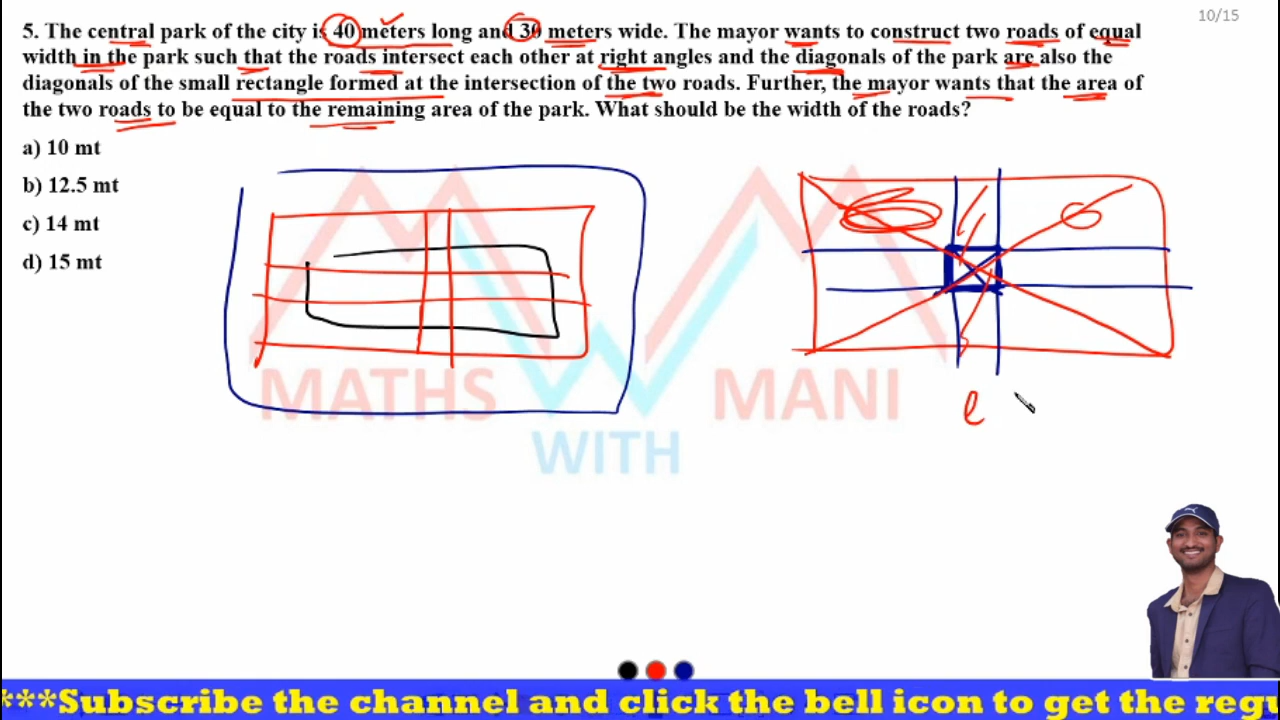 10/15
5. The central park of the city is 40 meters long and 30 meters wide. The mayor wants to construct two roads of equal
width in the park such that the roads intersect each other at right angles and the diagonals of the park are also the
diagonals of the small rectangle formed at the intersection of the two roads. Further, the mayor wants that the area of
the two roads to be equal to the remaining area of the park. What should be the width of the roads?
a) 10 mt
b) 12.5 mt
c) 14 mt
d) 15 mt
MATHS MANI
WITH
e
***Subscribe the channel and click the bell icon to get the regu